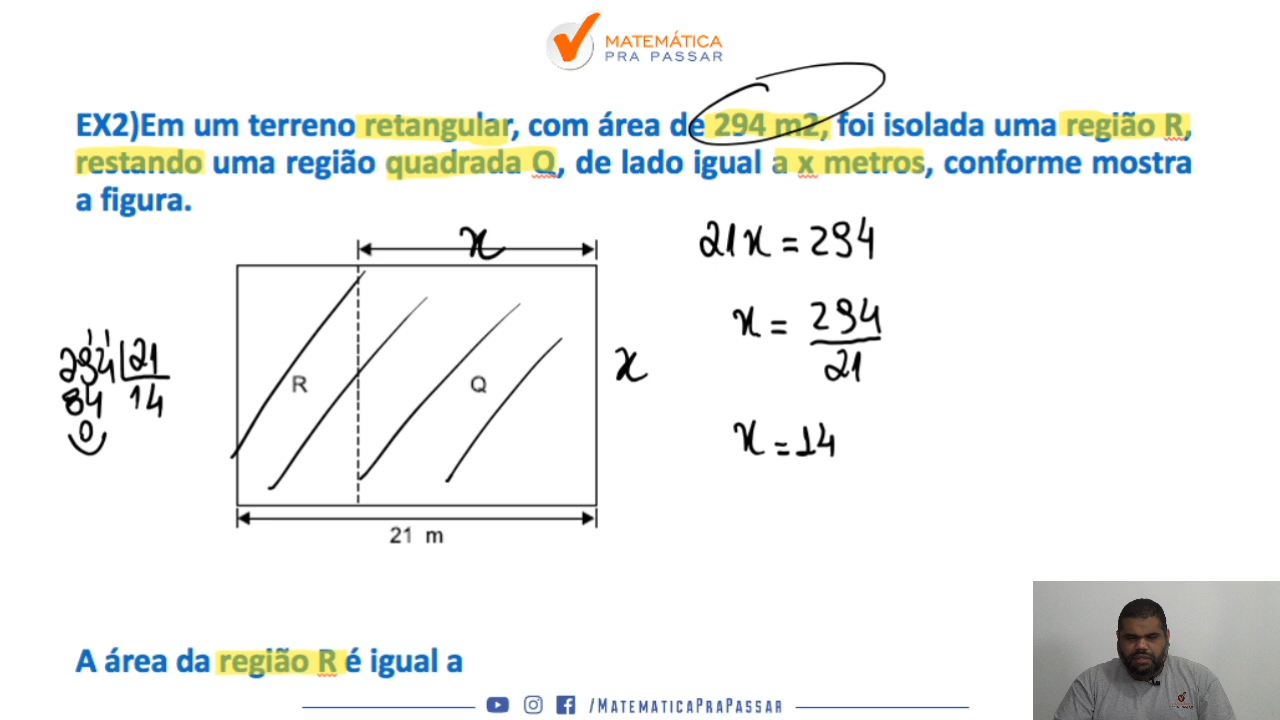 MATEMÁTICA
PRA PASSAR
EX2)Em um terreno retangular, com área de 294 m2, foi isolada uma região R,
restando uma região quadrada Q, de lado igual a x metros, conforme mostra
a figura.
x
21x = 294
x = 294
21
x = 14
294 21
84 14
0
R
Q
x
21 m
A área da região R é igual a
/MATEMATICAPRAPASSAR